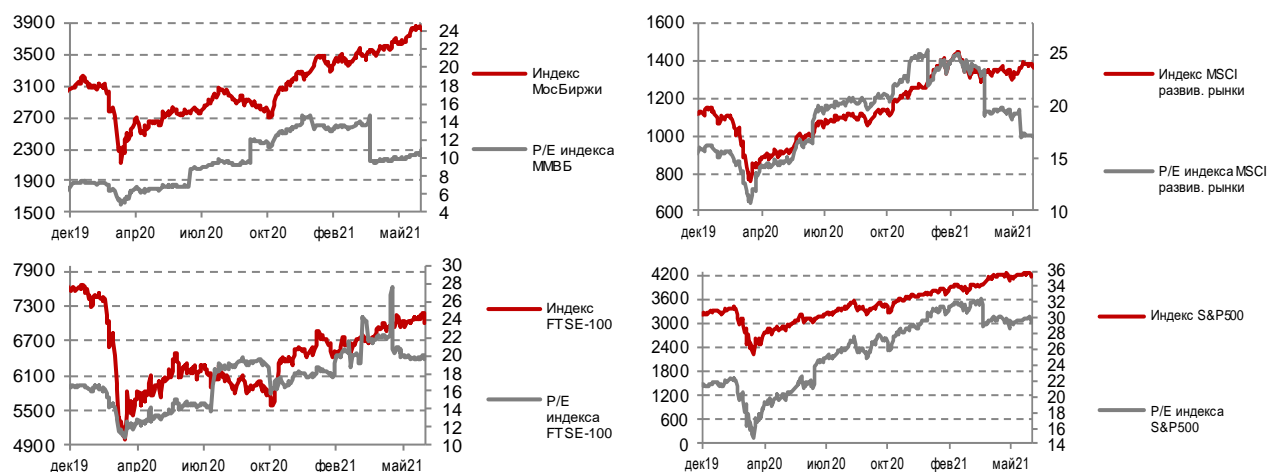 3900
3500
3100
2700
2300
1900
1500
24
22
20
18
16
14
12
10
8
6
4
дек19
апр20
июл20
окт20
фев21
май21
Индекс
МосБиржи
P/E индекса
ММВБ
1600
1400
1200
1000
800
600
25
20
15
10
дек19
апр20
июл20
окт20
фев21
май21
Индекс MSCI
развив. рынки
P/E индекса MSCI
развив. рынки
7900
7300
6700
6100
5500
4900
30
28
26
24
22
20
18
16
14
12
10
дек19
апр20
июл20
окт20
фев21
май21
Индекс
FTSE-100
P/E
индекса
FTSE-100
4200
3600
3000
2400
1800
1200
600
0
36
34
32
30
28
26
24
22
20
18
16
14
дек19
апр20
июл20
окт20
фев21
май21
Индекс S&P500
P/E индекса
S&P500